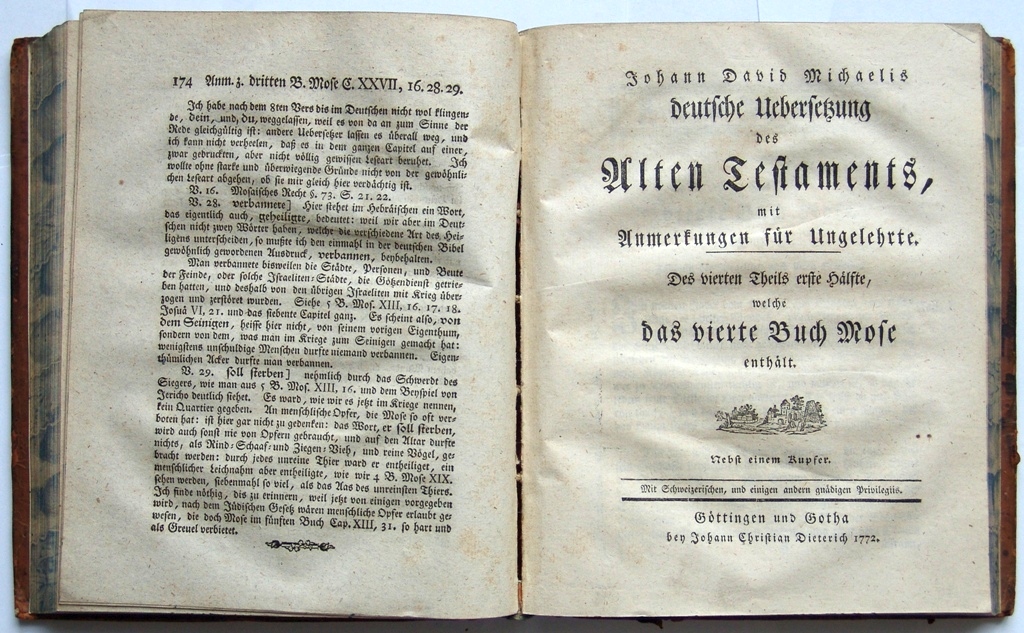 174 Anm. z. dritten B. Mose C. XXVII, 16. 28. 29.
Ich habe nach dem 8ten Vers dis im Deutschen nicht wol klingen-
de, dein, und, du, weggelassen, weil es von da an zum Sinne der
Rede gleichgültig ist: andere Uebersetzer lassen es überall weg, und
ich kann nicht verheelen, daß es in dem ganzen Capitel auf einer,
zwar gedruckten, aber nicht völlig gewissen Leseart beruhet. Ich
wollte ohne starke und überwiegende Gründe nicht von der gewöhnli-
chen Leseart abgehen, ob sie mir gleich hier verdächtig ist.
V. 16. Mosaisches Recht §. 73. S. 21. 22.
V. 28. verbannete] Hier stehet im Hebräischen ein Wort,
das eigentlich auch, geheiligte, bedeutet: weil wir aber im Deut-
schen nicht zwey Wörter haben, welche die verschiedene Art des Hei-
ligens unterscheiden, so mußte ich den einmahl in der deutschen Bibel
gewöhnlich gewordenen Ausdruck, verbannen, beybehalten.
Man verbannete bisweilen die Städte, Personen, und Beute
der Feinde, oder solche Israeliten-Städte, die Götzendienst getrie-
ben hatten, und deshalb von den übrigen Israeliten mit Krieg über-
zogen und zerstöret wurden. Siehe 5 B. Mos. XIII, 16. 17. 18.
Josuä VI, 21. und das siebente Capitel ganz. Es scheint also, von
dem Seinigen, heisse hier nicht, von seinem vorigen Eigenthum,
sondern von dem, was man im Kriege zum Seinigen gemacht hat:
wenigstens unschuldige Menschen durfte niemand verbannen. Eigen-
thümlichen Acker durfte man verbannen.
V. 29. soll sterben] nehmlich durch das Schwerdt des
Siegers, wie man aus 5 B. Mos. XIII, 16. und dem Beyspiel von
Jericho deutlich siehet. Es ward, wie wir es jetzt im Kriege nennen,
kein Quartier gegeben. An menschliche Opfer, die Mose so oft ver-
boten hat: ist hier gar nicht zu gedenken: das Wort, er soll sterben,
wird auch sonst nie von Opfern gebraucht, und auf den Altar durfte
nichts, als Rind-Schaaf-und Ziegen-Vieh, und reine Vögel, ge-
bracht werden: durch jedes unreine Thier ward er entheiliget, ein
menschlicher Leichnahm aber entheiligte, wie wir 4 B. Mose XIX.
sehen werden, siebenmahl so viel, als das Aas des unreinsten Thiers.
Ich finde nöthig, dis zu erinnern, weil jetzt von einigen vorgegeben
wird, nach dem Jüdischen Gesetz wären menschliche Opfer erlaubt ge-
wesen, die doch Mose im fünften Buch Cap. XIII, 31. so hart und
als Greuel verbietet.
Johann David Michaelis
deutsche Uebersetzung
des
Alten Testaments,
mit
Anmerkungen für Ungelehrte.
Des vierten Theils erste Hälfte,
welche
das vierte Buch Mose
enthält.
Nebst einem Kupfer.
Mit Schweizerischen, und einigen andern gnädigen Privilegiis.
Göttingen und Gotha
bey Johann Christian Dieterich 1772.